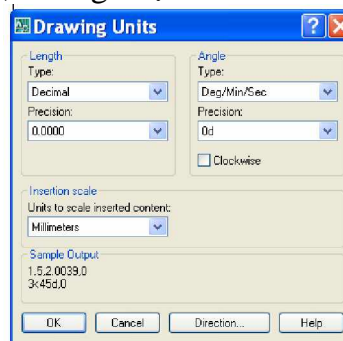 Drawing Units
Length
Type:
Decimal
Precision:
0.0000
Angle
Type:
Deg/Min/Sec
Precision:
0d
Clockwise
Insertion scale
Units to scale inserted content:
Millimeters
Sample Output
1.5,2.0039,0
3<45d,0
OK Cancel Direction... Help